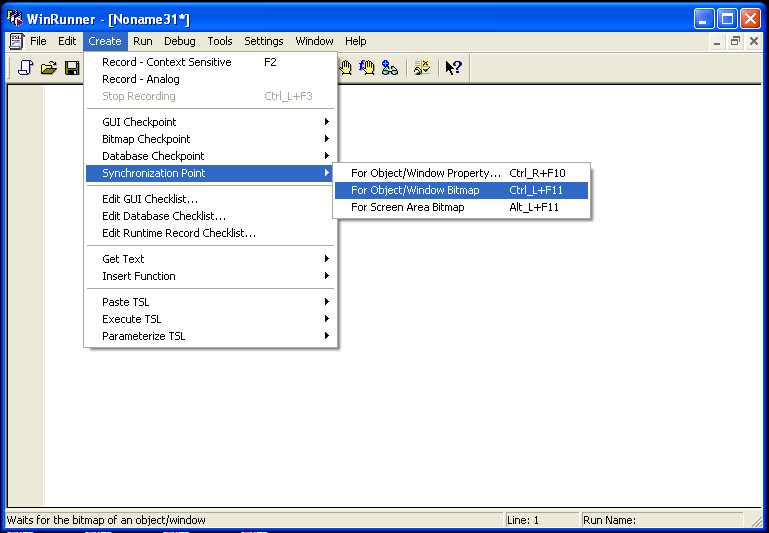 WinRunner - [Noname31*]
File Edit Create Run Debug Tools Settings Window Help
Record - Context Sensitive F2
Record - Analog
Stop Recording Ctrl_L+F3
GUI Checkpoint
Bitmap Checkpoint
Database Checkpoint
Synchronization Point
For Object/Window Property... Ctrl_R+F10
For Object/Window Bitmap Ctrl_L+F11
For Screen Area Bitmap Alt_L+F11
Edit GUI Checklist...
Edit Database Checklist...
Edit Runtime Record Checklist...
Get Text
Insert Function
Paste TSL
Execute TSL
Parameterize TSL
Waits for the bitmap of an object/window Line: 1 Run Name: